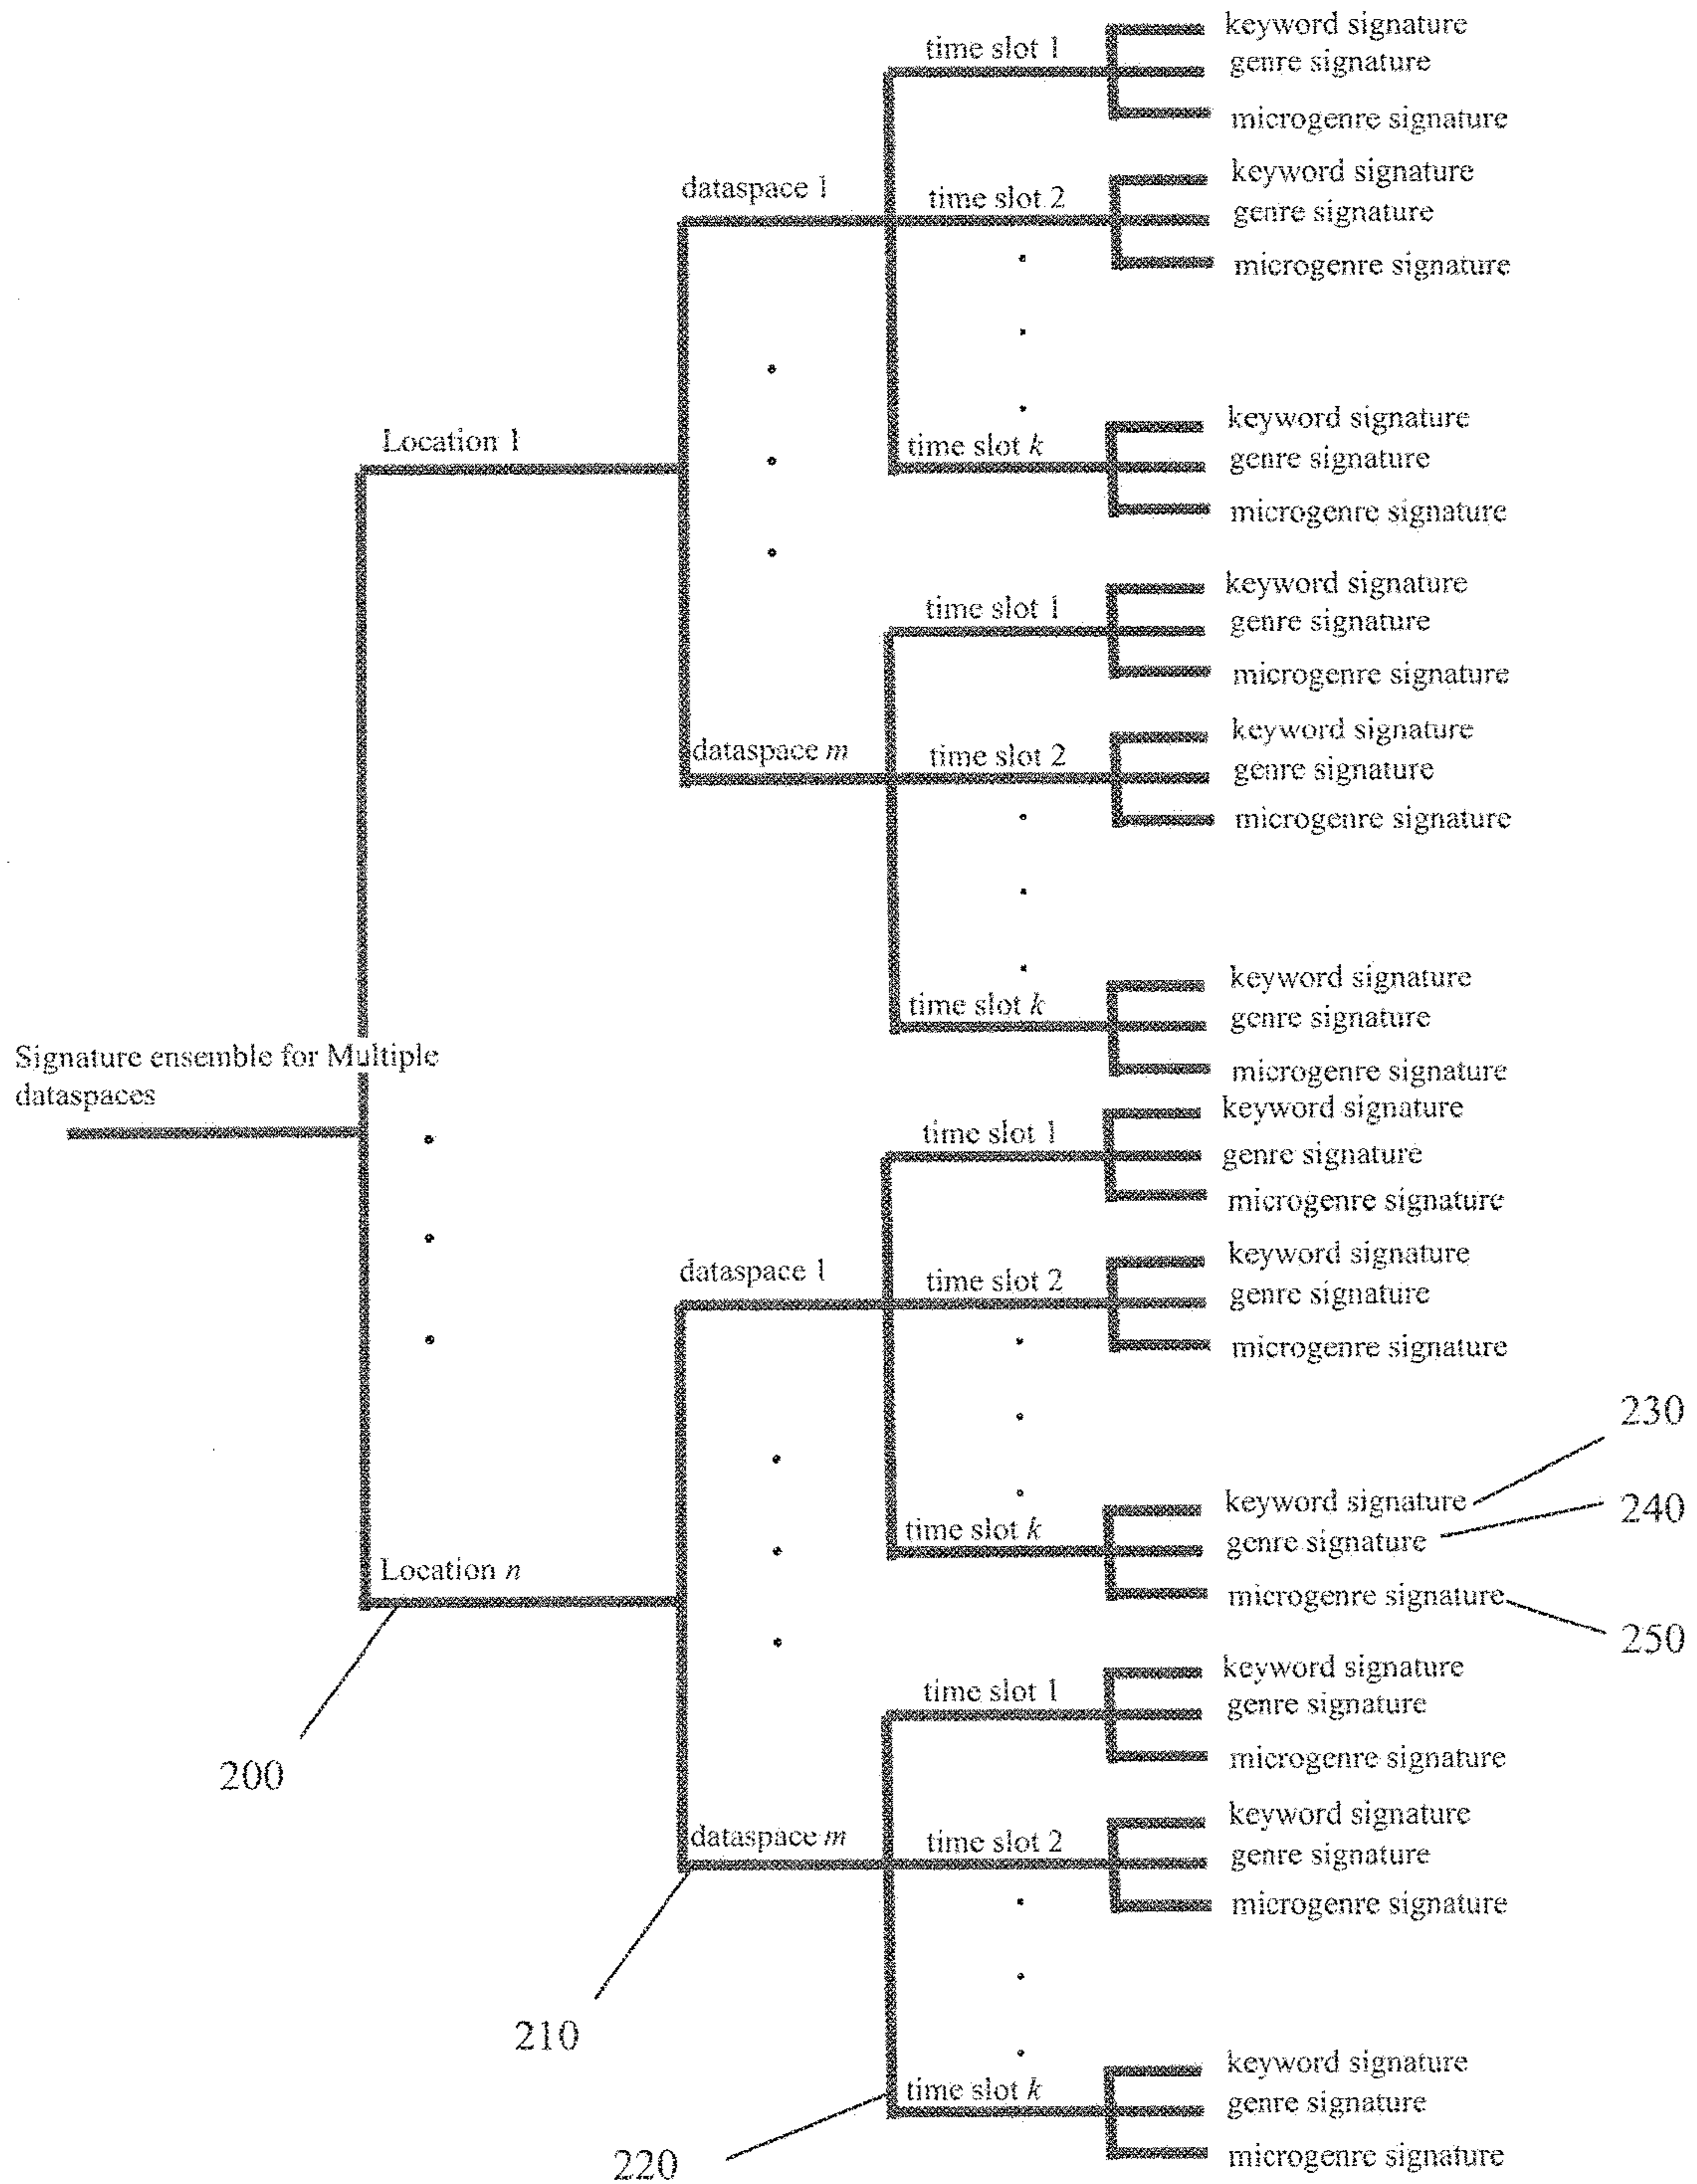 keyword signature
time slot 1
genre signature
microgenre signature
keyword signature
dataspace 1
time slot 2
genre signature
microgenre signature
keyword signature
Location 1
time slot k
genre signature
microgenre signature
keyword signature
time slot 1
genre signature
microgenre signature
keyword signature
dataspace m
time slot 2
genre signature
microgenre signature
keyword signature
time slot k
genre signature
Signature ensemble for Multiple
dataspaces
microgenre signature
keyword signature
time slot 1
genre signature
microgenre signature
keyword signature
dataspace 1
time slot 2
genre signature
microgenre signature
230
keyword signature
240
time slot k
genre signature
Location n
microgenre signature
250
keyword signature
time slot 1
genre signature
microgenre signature
200
keyword signature
dataspace m
time slot 2
genre signature
microgenre signature
210
keyword signature
time slot k
genre signature
microgenre signature
220